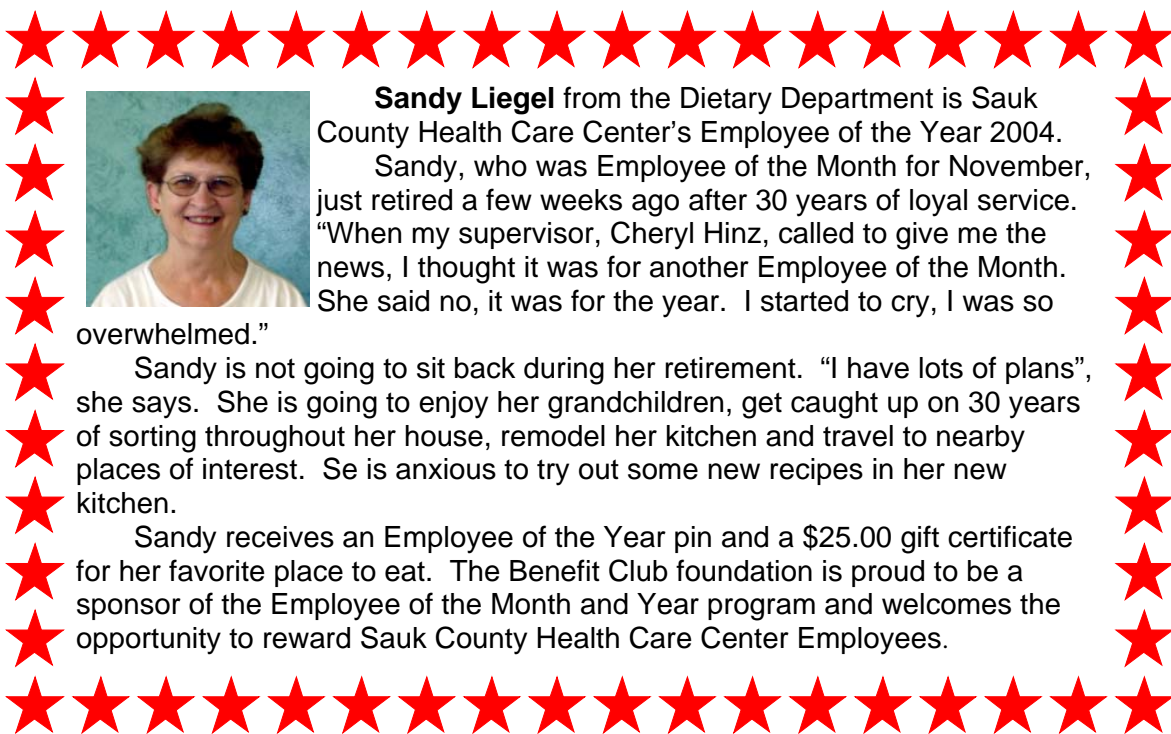 Sandy Liegel from the Dietary Department is Sauk
County Health Care Center's Employee of the Year 2004.
Sandy, who was Employee of the Month for November,
just retired a few weeks ago after 30 years of loyal service.
“When my supervisor, Cheryl Hinz, called to give me the
news, I thought it was for another Employee of the Month.
She said no, it was for the year.  I started to cry, I was so
overwhelmed.”
Sandy is not going to sit back during her retirement.  “I have lots of plans”,
she says.  She is going to enjoy her grandchildren, get caught up on 30 years
of sorting throughout her house, remodel her kitchen and travel to nearby
places of interest.  Se is anxious to try out some new recipes in her new
kitchen.
Sandy receives an Employee of the Year pin and a $25.00 gift certificate
for her favorite place to eat.  The Benefit Club foundation is proud to be a
sponsor of the Employee of the Month and Year program and welcomes the
opportunity to reward Sauk County Health Care Center Employees.